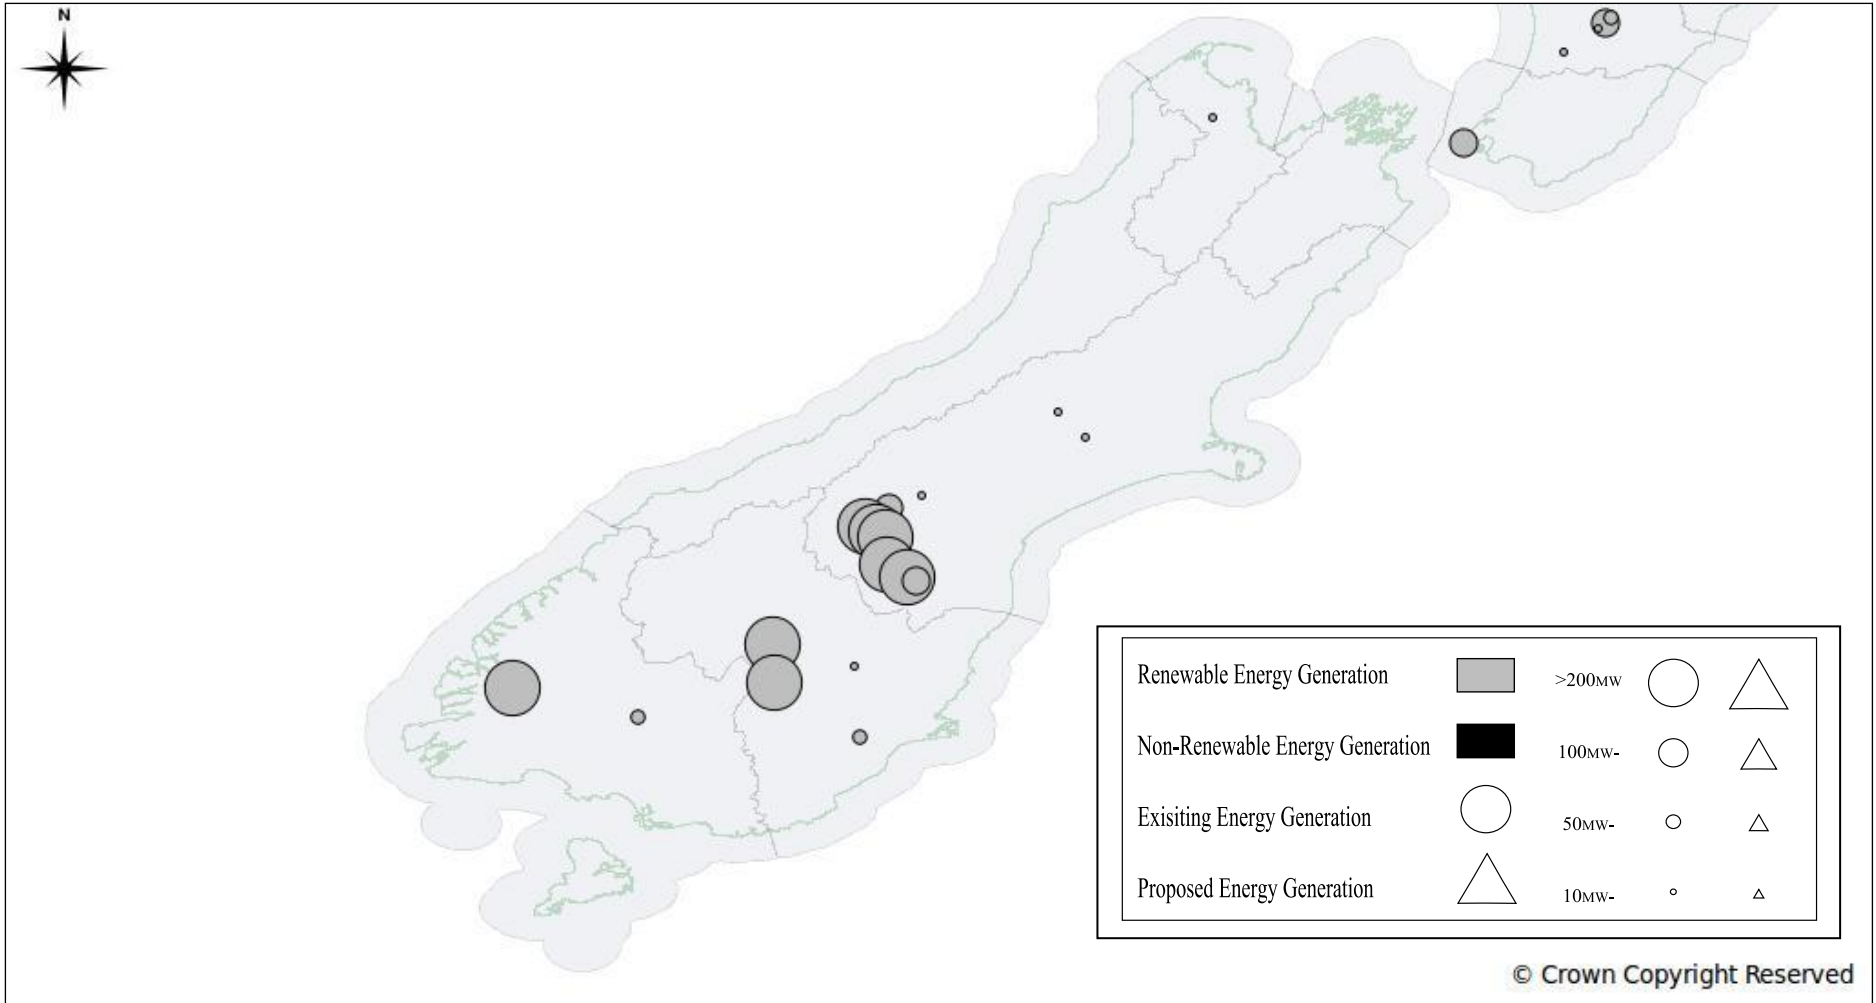 N
Renewable Energy Generation >200MW
Non-Renewable Energy Generation 100MW-
Exisiting Energy Generation 50MW-
Proposed Energy Generation 10MW-
© Crown Copyright Reserved